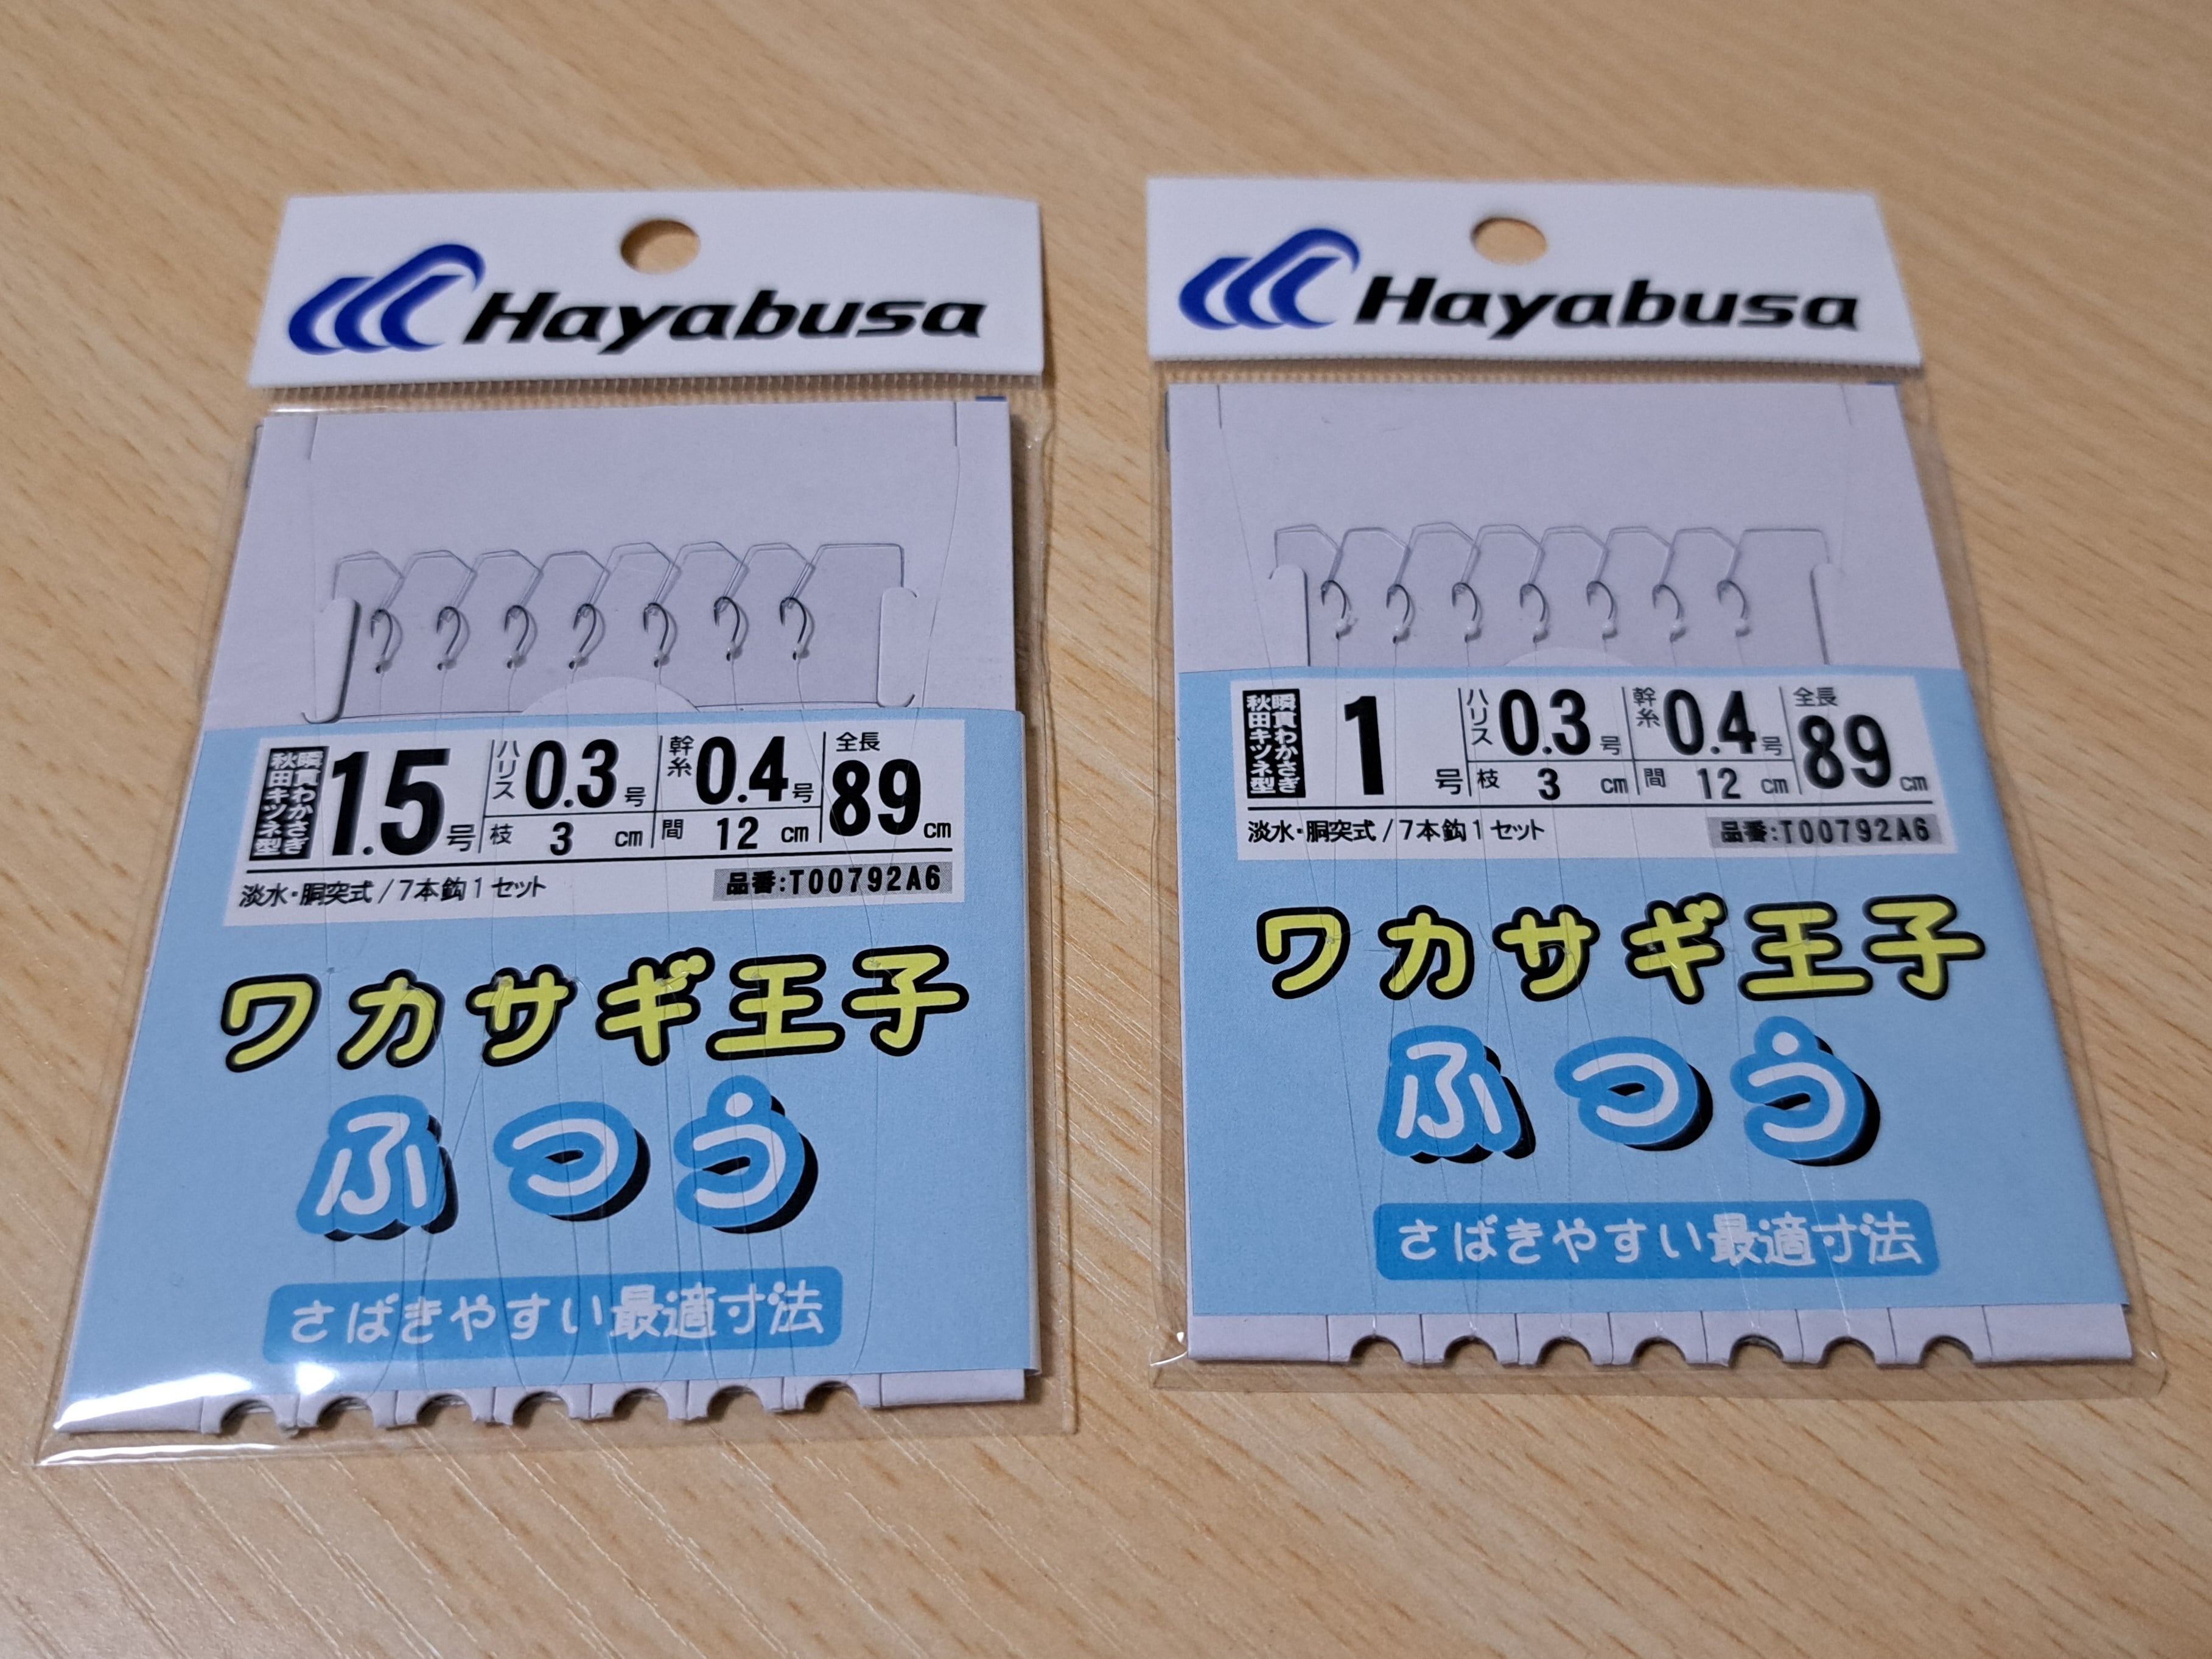 Hayabusa
瞬貫わかさぎ
秋田キツネ型
1.5号
ハリス 0.3号
幹糸 0.4号
全長 89cm
枝 3cm
間 12cm
淡水・胴突式/7本鈎1セット
品番:T00792A6
ワカサギ王子
ふつう
さばきやすい最適寸法
Hayabusa
瞬貫わかさぎ
秋田キツネ型
1号
ハリス 0.3号
幹糸 0.4号
全長 89cm
枝 3cm
間 12cm
淡水・胴突式/7本鈎1セット
品番:T00792A6
ワカサギ王子
ふつう
さばきやすい最適寸法